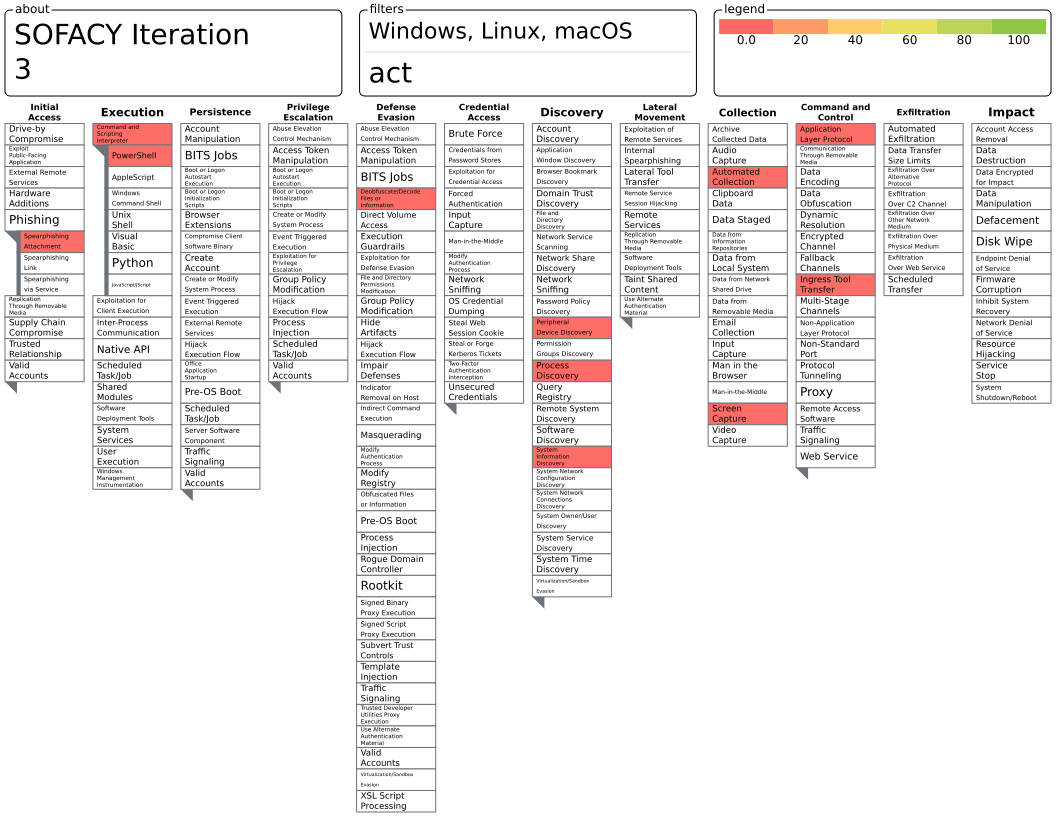 about
SOFACY Iteration
3
filters
Windows, Linux, macOS
act
legend
0.0 20 40 60 80 100
Initial
Access
Drive-by
Compromise
Exploit
Public-Facing
Application
External Remote
Services
Hardware
Additions
Phishing
Spearphishing
Attachment
Spearphishing
Link
Spearphishing
via Service
Replication
Through Removable
Media
Supply Chain
Compromise
Trusted
Relationship
Valid
Accounts
Execution
Command and
Scripting
Interpreter
PowerShell
AppleScript
Windows
Command Shell
Unix
Shell
Visual
Basic
Python
JavaScript/JScript
Exploitation for
Client Execution
Inter-Process
Communication
Native API
Scheduled
Task/Job
Shared
Modules
Software
Deployment Tools
System
Services
User
Execution
Windows
Management
Instrumentation
Persistence
Account
Manipulation
BITS Jobs
Boot or Logon
Autostart
Execution
Boot or Logon
Initialization
Scripts
Browser
Extensions
Compromise Client
Software Binary
Create
Account
Create or Modify
System Process
Event Triggered
Execution
External Remote
Services
Hijack
Execution Flow
Office
Application
Startup
Pre-OS Boot
Scheduled
Task/Job
Server Software
Component
Traffic
Signaling
Valid
Accounts
Privilege
Escalation
Abuse Elevation
Control Mechanism
Access Token
Manipulation
Boot or Logon
Autostart
Execution
Boot or Logon
Initialization
Scripts
Create or Modify
System Process
Event Triggered
Execution
Exploitation for
Privilege
Escalation
Group Policy
Modification
Hijack
Execution Flow
Process
Injection
Scheduled
Task/Job
Valid
Accounts
Defense
Evasion
Abuse Elevation
Control Mechanism
Access Token
Manipulation
BITS Jobs
Deobfuscate/Decode
Files or
Information
Direct Volume
Access
Execution
Guardrails
Exploitation for
Defense Evasion
File and Directory
Permissions
Modification
Group Policy
Modification
Hide
Artifacts
Hijack
Execution Flow
Impair
Defenses
Indicator
Removal on Host
Indirect Command
Execution
Masquerading
Modify
Authentication
Process
Modify
Registry
Obfuscated Files
or Information
Pre-OS Boot
Process
Injection
Rogue Domain
Controller
Rootkit
Signed Binary
Proxy Execution
Signed Script
Proxy Execution
Subvert Trust
Controls
Template
Injection
Traffic
Signaling
Trusted Developer
Utilities Proxy
Execution
Use Alternate
Authentication
Material
Valid
Accounts
Virtualization/Sandbox
Evasion
XSL Script
Processing
Credential
Access
Brute Force
Credentials from
Password Stores
Exploitation for
Credential Access
Forced
Authentication
Input
Capture
Man-in-the-Middle
Modify
Authentication
Process
Network
Sniffing
OS Credential
Dumping
Steal Web
Session Cookie
Steal or Forge
Kerberos Tickets
Two-Factor
Authentication
Interception
Unsecured
Credentials
Discovery
Account
Discovery
Application
Window Discovery
Browser Bookmark
Discovery
Domain Trust
Discovery
File and
Directory
Discovery
Network Service
Scanning
Network Share
Discovery
Network
Sniffing
Password Policy
Discovery
Peripheral
Device Discovery
Permission
Groups Discovery
Process
Discovery
Query
Registry
Remote System
Discovery
Software
Discovery
System
Information
Discovery
System Network
Configuration
Discovery
System Network
Connections
Discovery
System Owner/User
Discovery
System Service
Discovery
System Time
Discovery
Virtualization/Sandbox
Evasion
Lateral
Movement
Exploitation of
Remote Services
Internal
Spearphishing
Lateral Tool
Transfer
Remote Service
Session Hijacking
Remote
Services
Replication
Through Removable
Media
Software
Deployment Tools
Taint Shared
Content
Use Alternate
Authentication
Material
Collection
Archive
Collected Data
Audio
Capture
Automated
Collection
Clipboard
Data
Data Staged
Data from
Information
Repositories
Data from
Local System
Data from Network
Shared Drive
Data from
Removable Media
Email
Collection
Input
Capture
Man in the
Browser
Man-in-the-Middle
Screen
Capture
Video
Capture
Command and
Control
Application
Layer Protocol
Communication
Through Removable
Media
Data
Encoding
Data
Obfuscation
Dynamic
Resolution
Encrypted
Channel
Fallback
Channels
Ingress Tool
Transfer
Multi-Stage
Channels
Non-Application
Layer Protocol
Non-Standard
Port
Protocol
Tunneling
Proxy
Remote Access
Software
Traffic
Signaling
Web Service
Exfiltration
Automated
Exfiltration
Data Transfer
Size Limits
Exfiltration Over
Alternative
Protocol
Exfiltration
Over C2 Channel
Exfiltration Over
Other Network
Medium
Exfiltration Over
Physical Medium
Exfiltration
Over Web Service
Scheduled
Transfer
Impact
Account Access
Removal
Data
Destruction
Data Encrypted
for Impact
Data
Manipulation
Defacement
Disk Wipe
Endpoint Denial
of Service
Firmware
Corruption
Inhibit System
Recovery
Network Denial
of Service
Resource
Hijacking
Service
Stop
System
Shutdown/Reboot